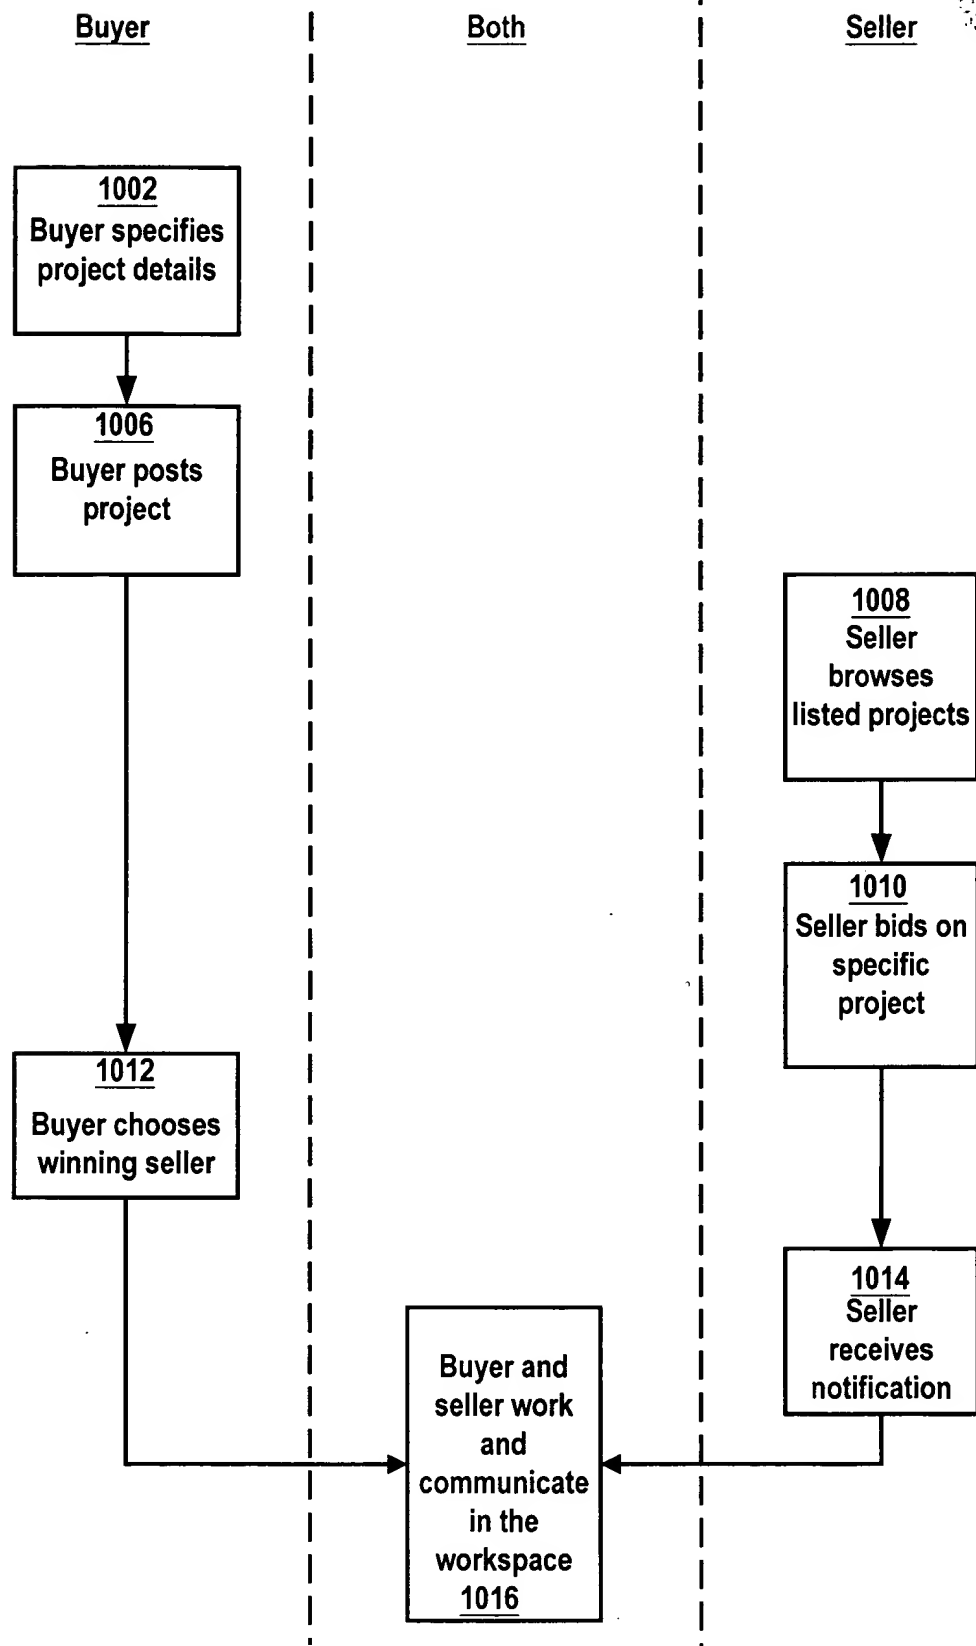 Buyer
Both
Seller
1002
Buyer specifies
project details
1006
Buyer posts
project
1008
Seller
browses
listed projects
1010
Seller bids on
specific
project
1012
Buyer chooses
winning seller
1014
Seller
receives
notification
Buyer and
seller work
and
communicate
in the
workspace
1016